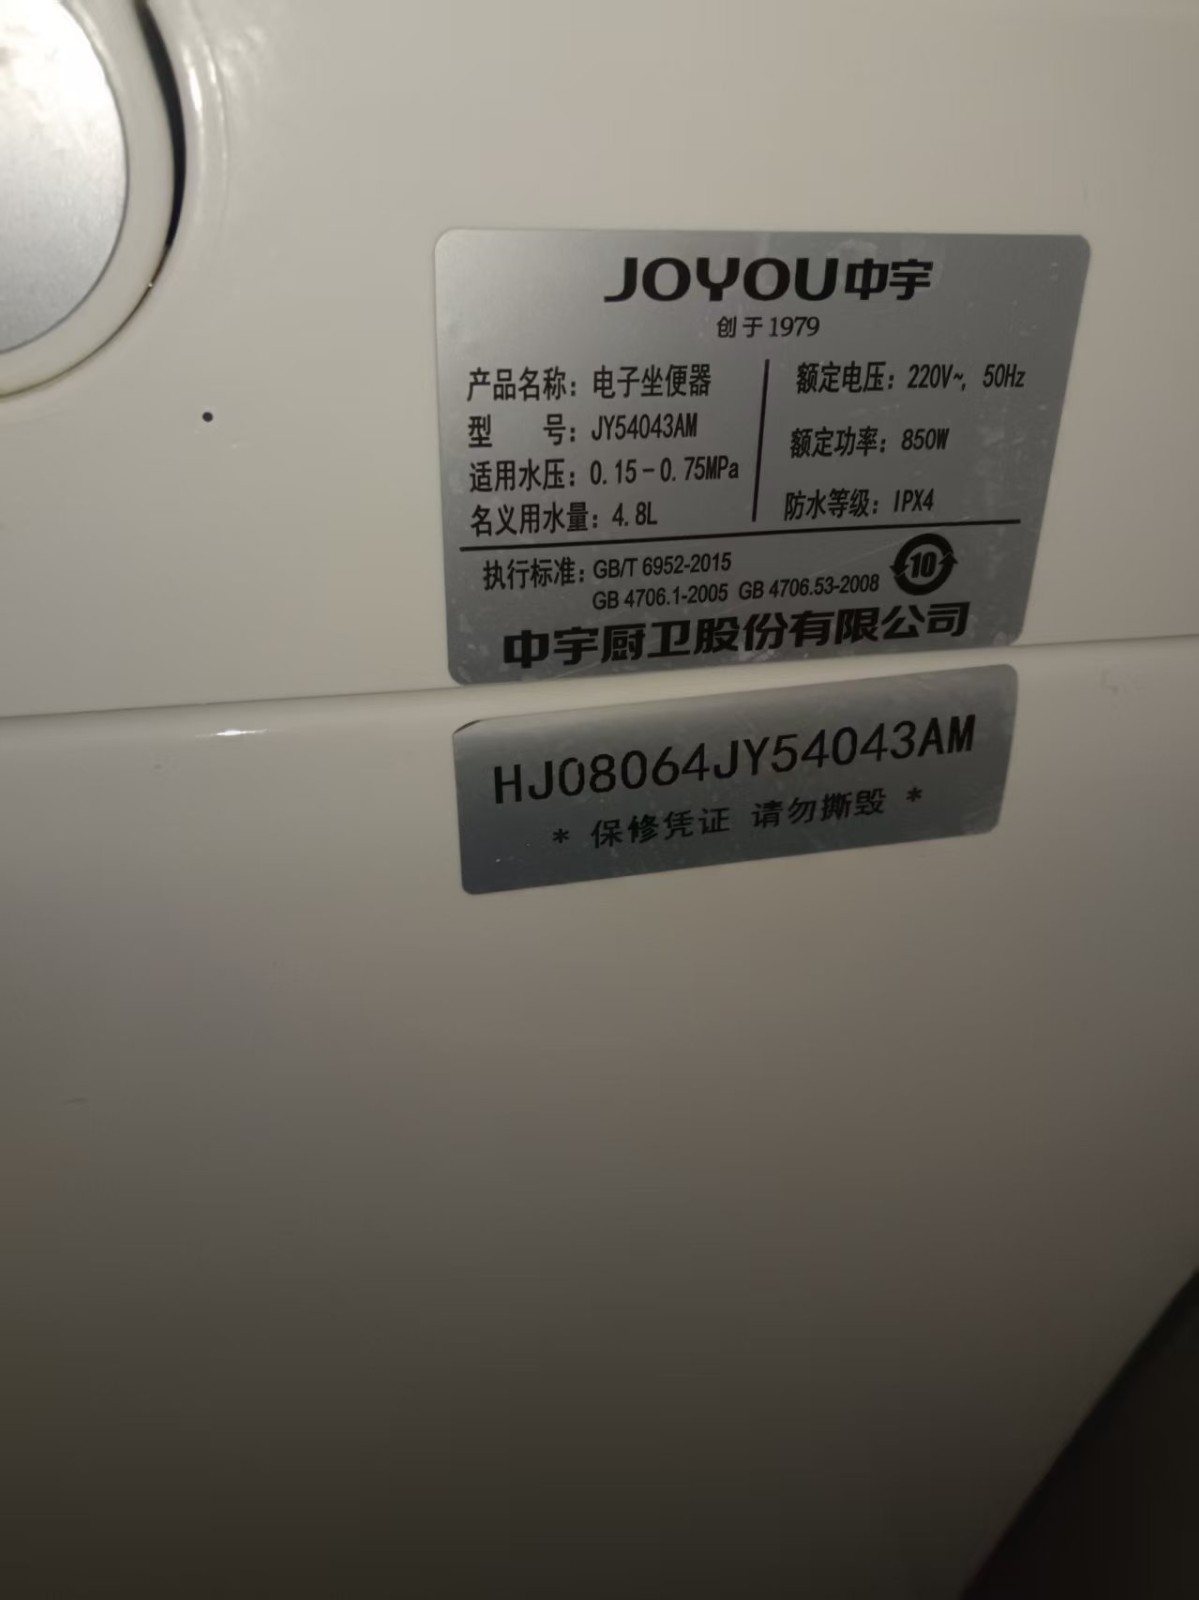 JOYOU中宇
创于1979
产品名称：电子坐便器
型　　号：JY54043AM
适用水压：0.15-0.75MPa
名义用水量：4.8L
额定电压：220V~, 50Hz
额定功率：850W
防水等级：IPX4
执行标准：GB/T 6952-2015
GB 4706.1-2005 GB 4706.53-2008
10
中宇厨卫股份有限公司
HJ08064JY54043AM
* 保修凭证 请勿撕毁 *